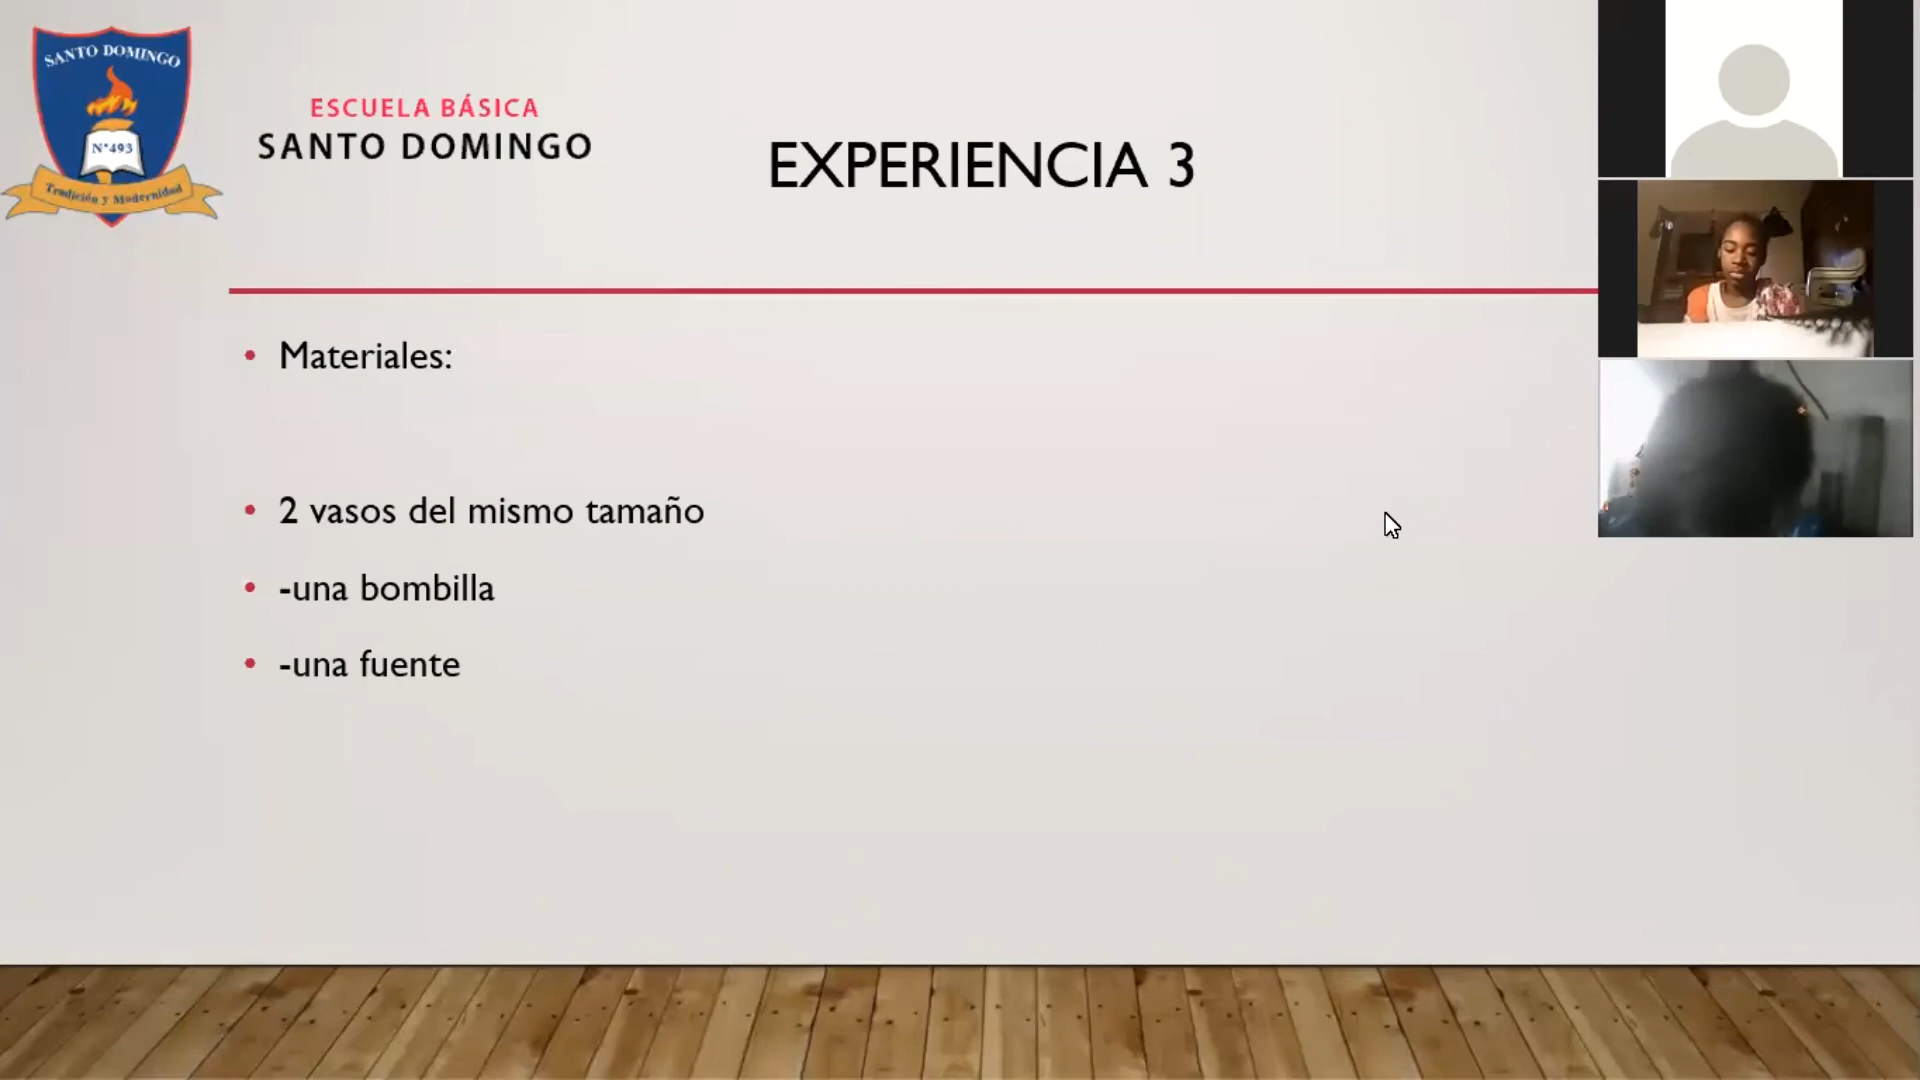 SANTO DOMINGO
N°493
Tradición y Modernidad
ESCUELA BÁSICA
SANTO DOMINGO
EXPERIENCIA 3
• Materiales:
• 2 vasos del mismo tamaño
• -una bombilla
• -una fuente